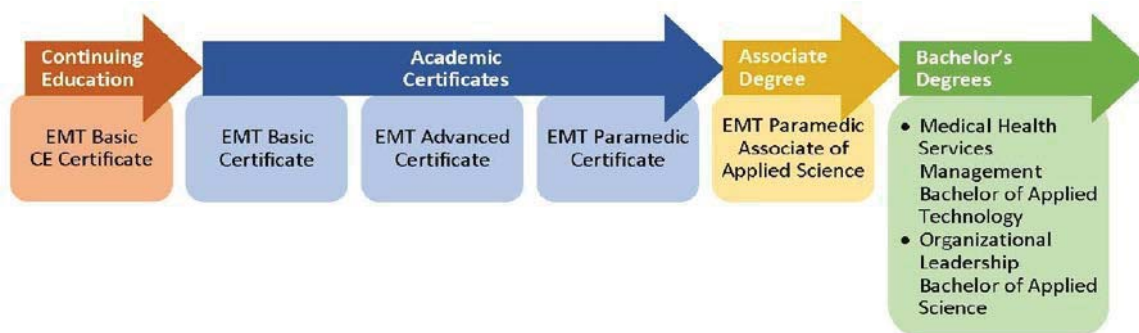 Continuing
Education
EMT Basic
CE Certificate
Academic
Certificates
EMT Basic
Certificate
EMT Advanced
Certificate
EMT Paramedic
Certificate
Associate
Degree
EMT Paramedic
Associate of
Applied Science
Bachelor's
Degrees
• Medical Health
Services
Management
Bachelor of Applied
Technology
• Organizational
Leadership
Bachelor of Applied
Science